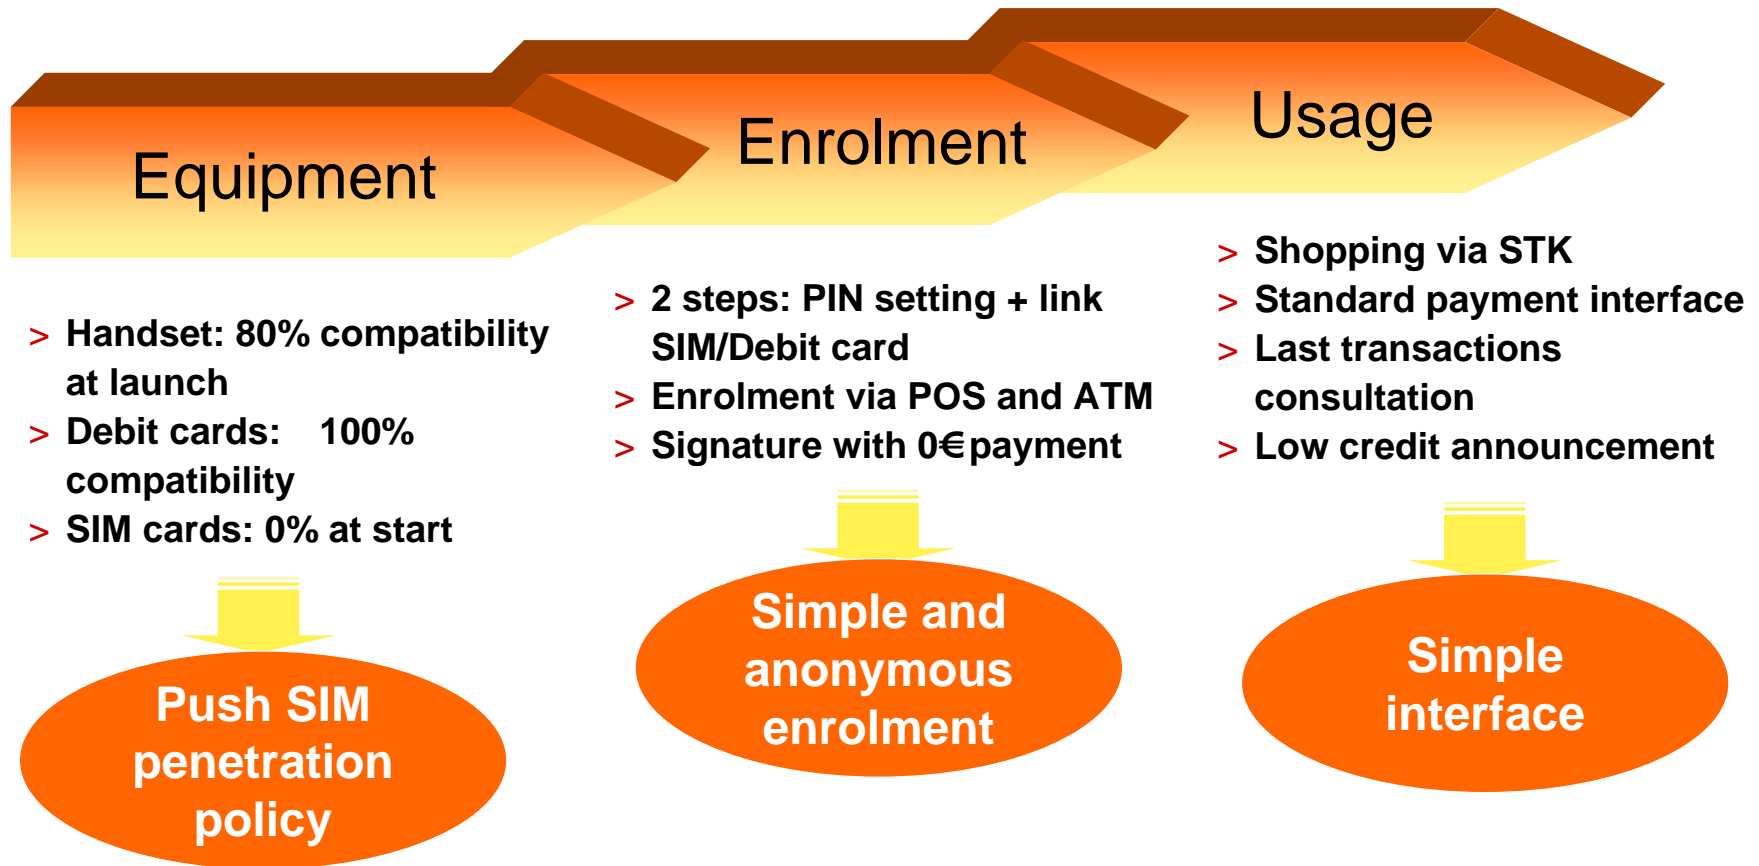 Equipment
> Handset: 80% compatibility
at launch
> Debit cards: 100%
compatibility
> SIM cards: 0% at start
Push SIM
penetration
policy
Enrolment
> 2 steps: PIN setting + link
SIM/Debit card
> Enrolment via POS and ATM
> Signature with 0€ payment
Simple and
anonymous
enrolment
Usage
> Shopping via STK
> Standard payment interface
> Last transactions
consultation
> Low credit announcement
Simple
interface